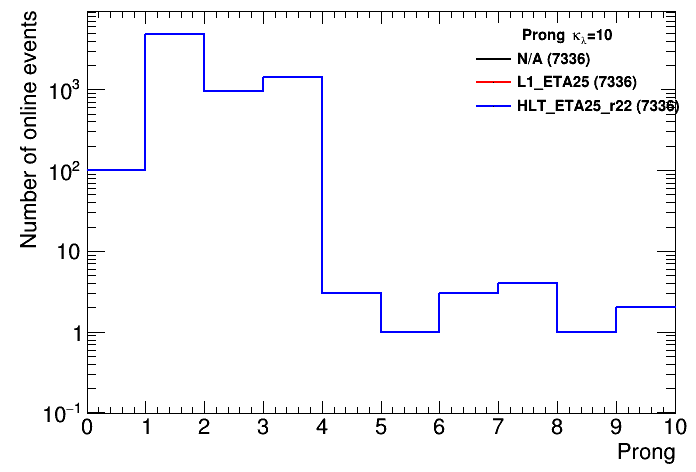 Prong κλ=10
N/A (7336)
L1_ETA25 (7336)
HLT_ETA25_r22 (7336)
Number of online events
10³
10²
10
1
10⁻¹
0 1 2 3 4 5 6 7 8 9 10
Prong